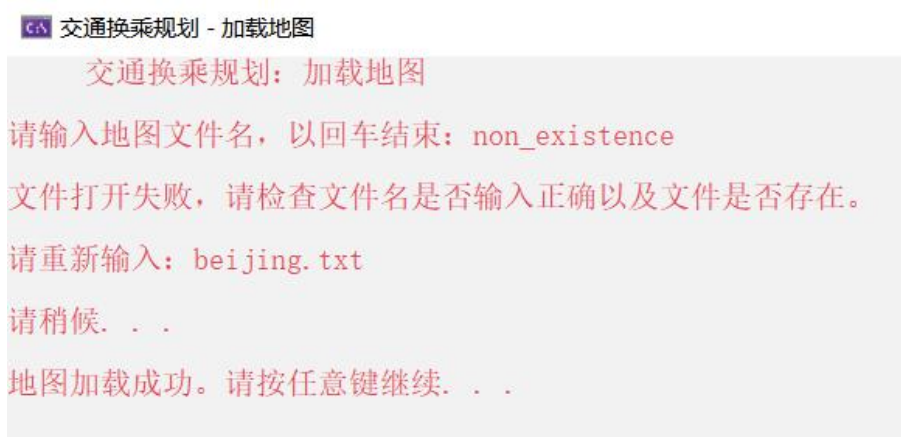 交通换乘规划 - 加载地图
交通换乘规划：加载地图
请输入地图文件名，以回车结束：non_existence
文件打开失败，请检查文件名是否输入正确以及文件是否存在。
请重新输入：beijing.txt
请稍候. . .
地图加载成功。请按任意键继续. . .